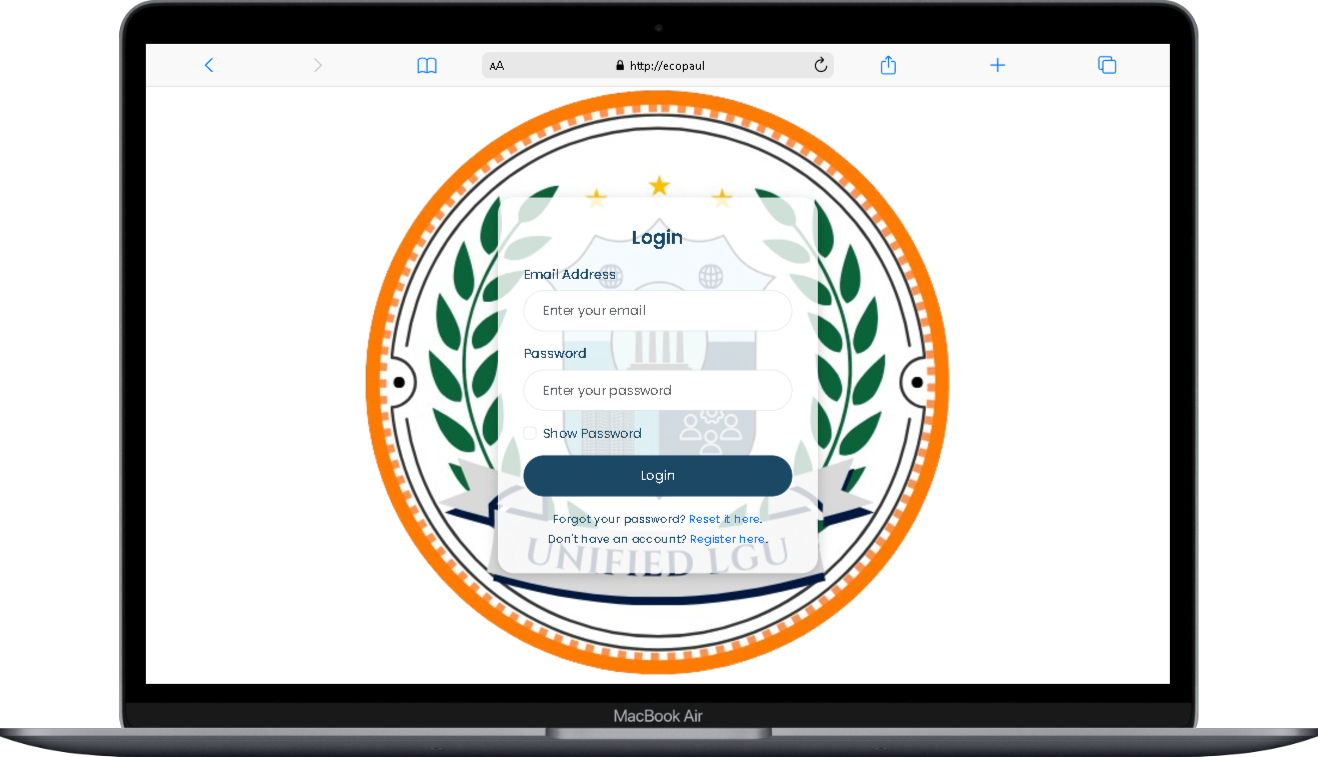 AA http://ecopaul
Login
Email Address
Enter your email
Password
Enter your password
Show Password
Login
Forgot your password? Reset it here.
Don't have an account? Register here.
UNIFIED LGU
MacBook Air